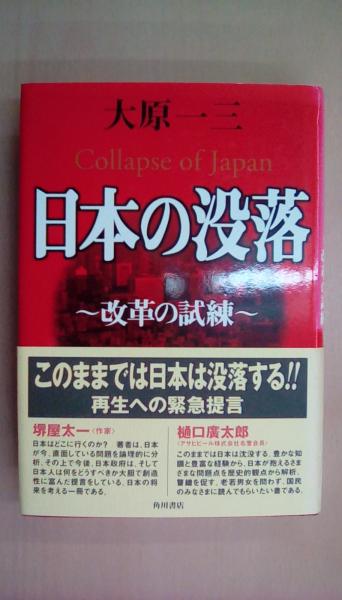 大原一三
Collapse of Japan
日本の没落
～改革の試練～
このままでは日本は没落する!!
再生への緊急提言
堺屋太一〈作家〉
日本はどこに行くのか？ 著者は、日本
が今、直面している問題を論理的に分
析、その上で今後、日本政府は、そして
日本人は何をどうすべきか大胆で創造
性に富んだ提言をしている。日本の将
来を考える一冊である。
樋口廣太郎
〈アサヒビール株式会社名誉会長〉
このままでは日本は沈没する。豊かな知
識と豊富な経験から、日本が抱えるさま
ざまな問題点を歴史的観点から解析、
警鐘を促す。老若男女を問わず、国民
のみなさまに読んでもらいたい書である。
角川書店